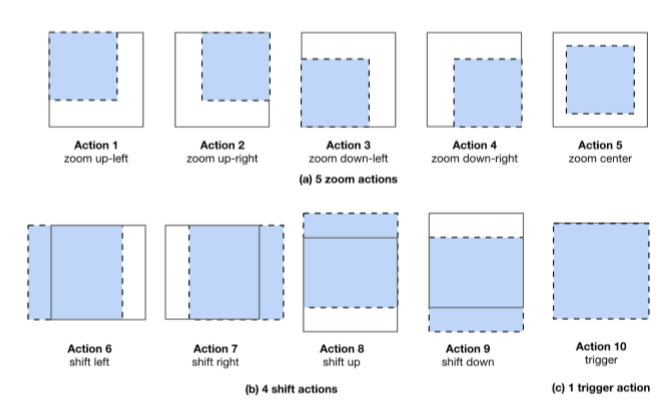 Action 1
zoom up-left
Action 2
zoom up-right
Action 3
zoom down-left
Action 4
zoom down-right
Action 5
zoom center
(a) 5 zoom actions
Action 6
shift left
Action 7
shift right
Action 8
shift up
Action 9
shift down
Action 10
trigger
(b) 4 shift actions
(c) 1 trigger action